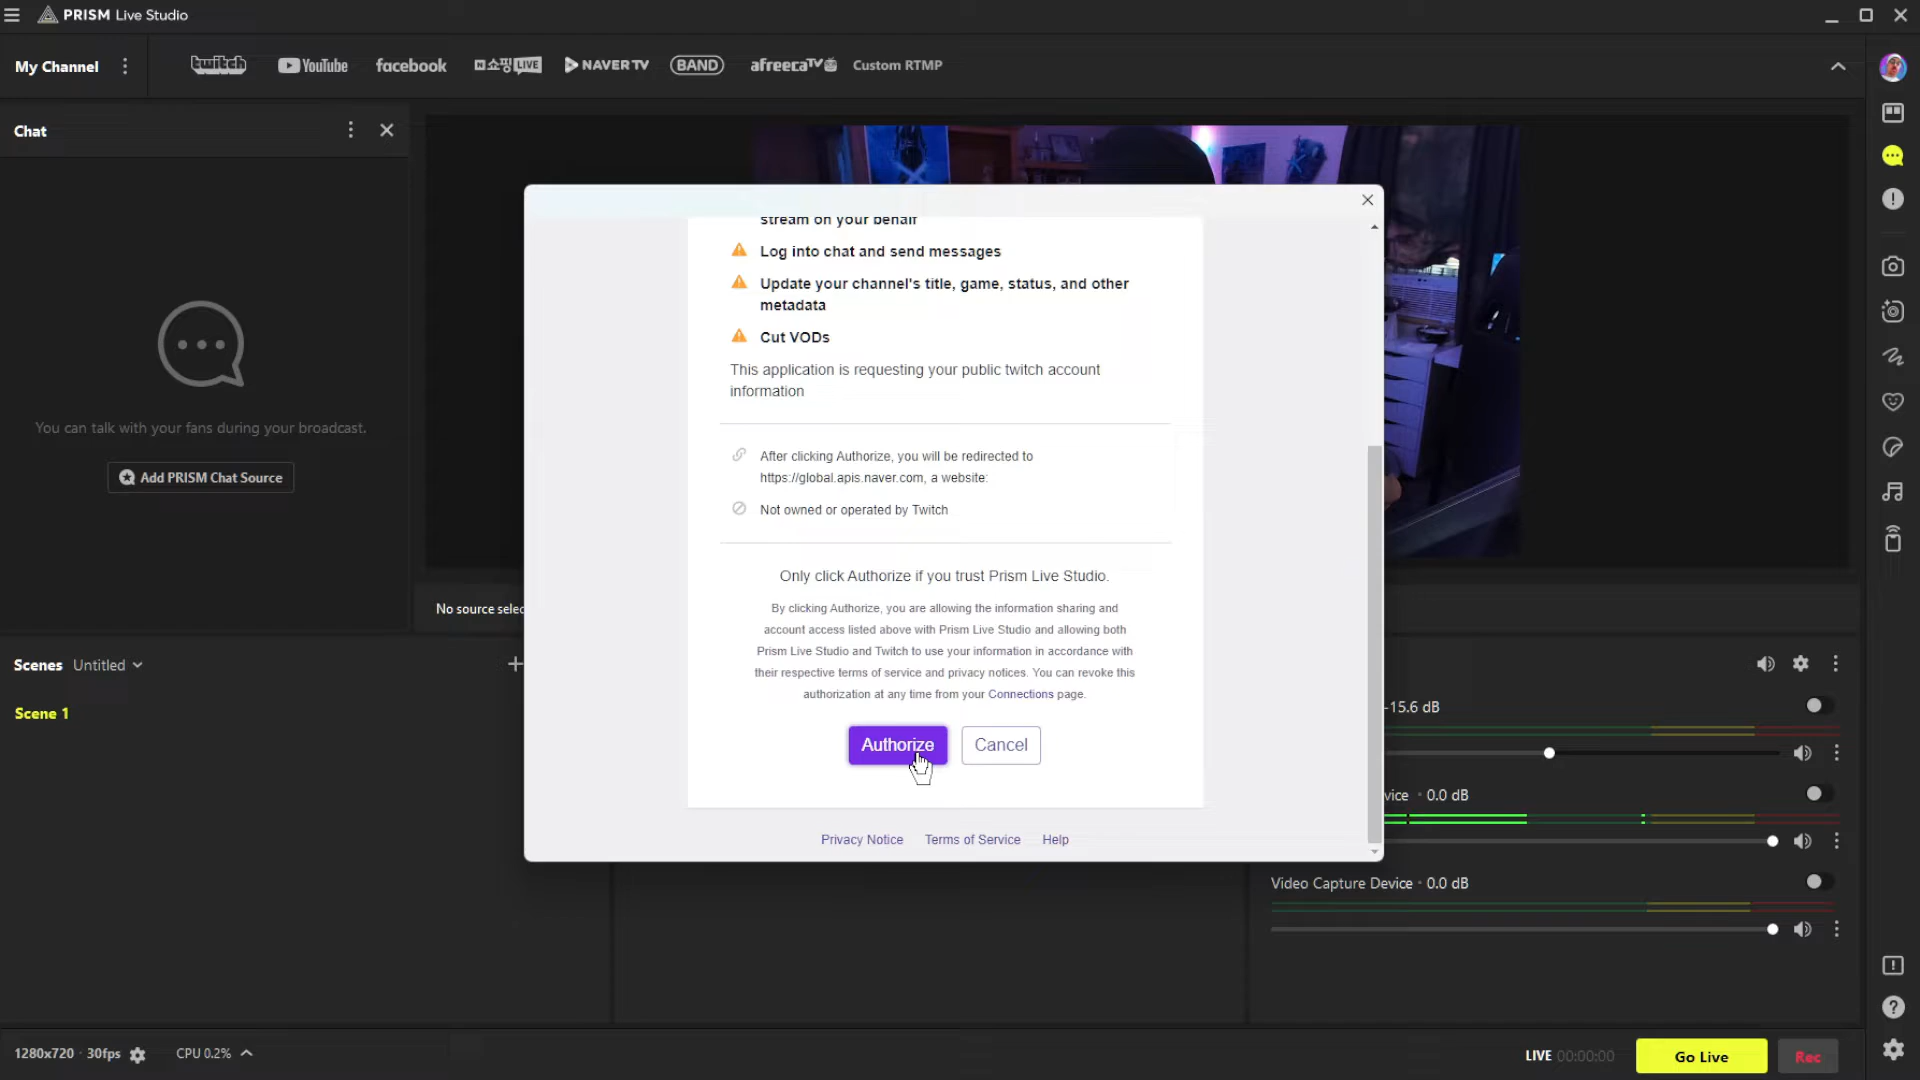 PRISM Live Studio
My Channel
twitch
YouTube
facebook
N쇼핑LIVE
NAVER TV
BAND
afreecaTV
Custom RTMP
Chat
You can talk with your fans during your broadcast.
Add PRISM Chat Source
stream on your behalf
Log into chat and send messages
Update your channel's title, game, status, and other
metadata
Cut VODs
This application is requesting your public twitch account
information
After clicking Authorize, you will be redirected to
https://global.apis.naver.com, a website:
Not owned or operated by Twitch
Only click Authorize if you trust Prism Live Studio.
By clicking Authorize, you are allowing the information sharing and
account access listed above with Prism Live Studio and allowing both
Prism Live Studio and Twitch to use your information in accordance with
their respective terms of service and privacy notices. You can revoke this
authorization at any time from your Connections page.
Authorize
Cancel
Privacy Notice
Terms of Service
Help
No source selec
Scenes Untitled
Scene 1
-15.6 dB
vice • 0.0 dB
Video Capture Device • 0.0 dB
1280x720 · 30fps
CPU 0.2%
LIVE 00:00:00
Go Live
Rec